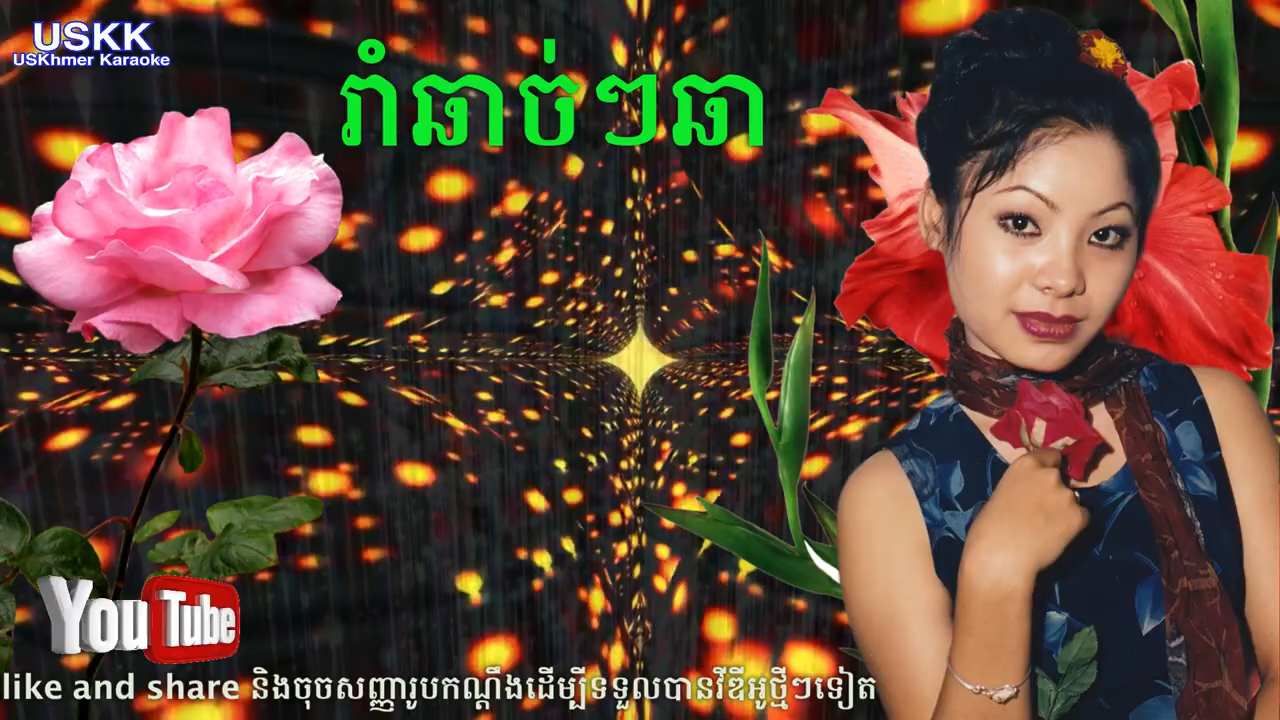 USKK
USKhmer Karaoke
រាំឆាច់ៗឆា
YouTube
like and share និងចុចសញ្ញារូបកណ្ដឹងដើម្បីទទួលបានវីឌីអូថ្មីៗទៀត